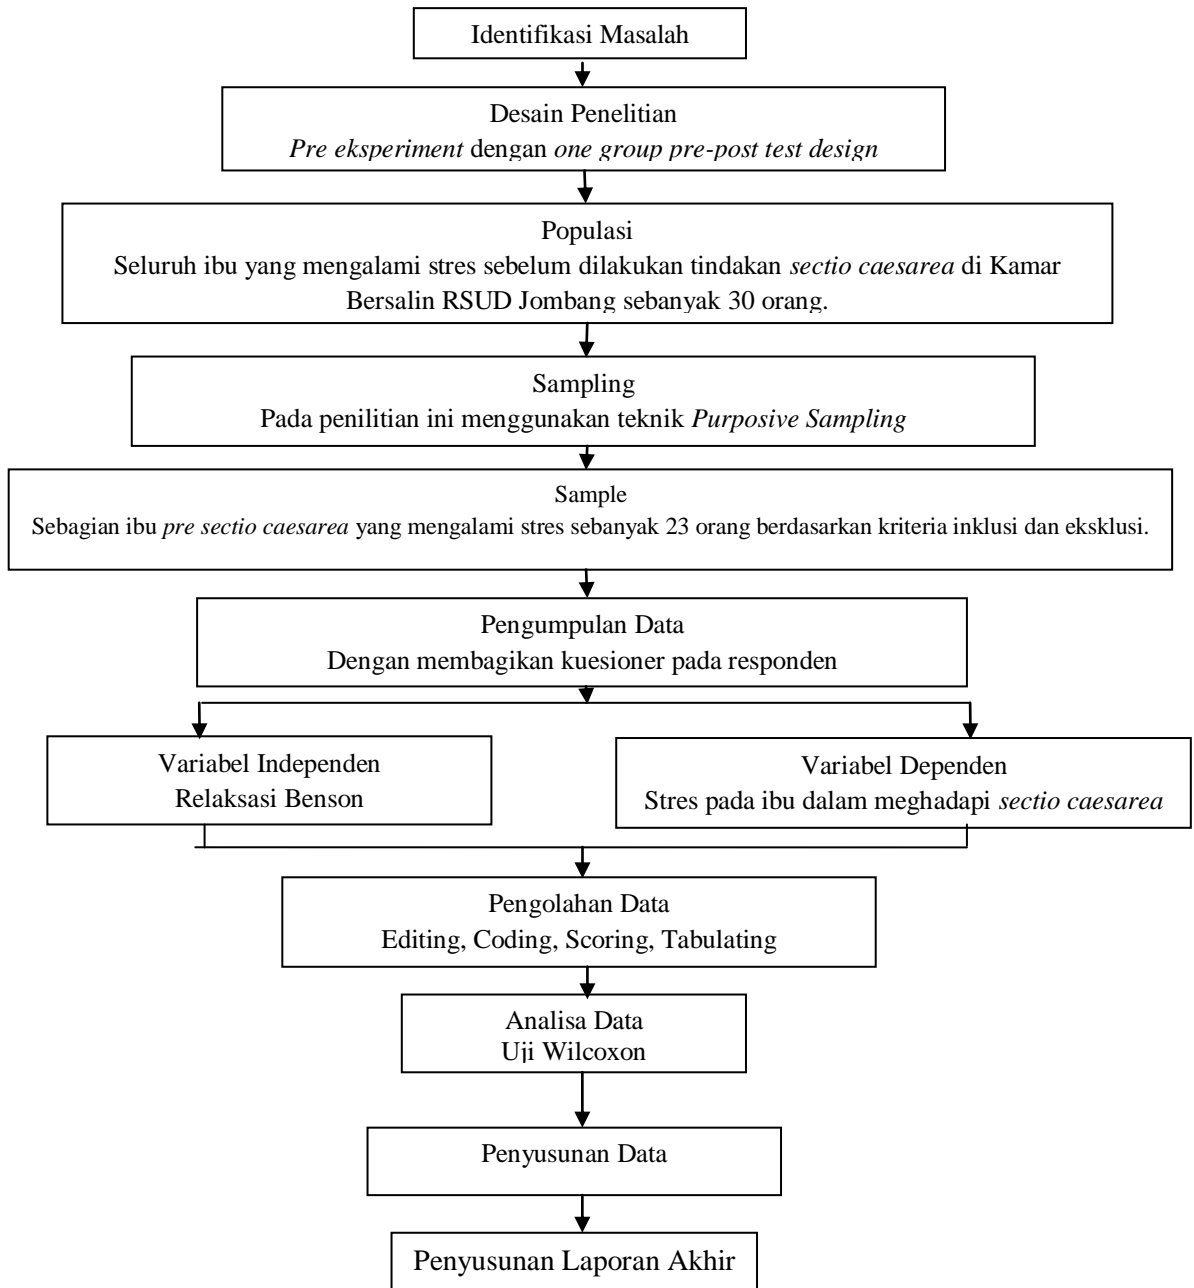 Identifikasi Masalah
Desain Penelitian
Pre eksperiment dengan one group pre-post test design
Populasi
Seluruh ibu yang mengalami stres sebelum dilakukan tindakan sectio caesarea di Kamar
Bersalin RSUD Jombang sebanyak 30 orang.
Sampling
Pada penilitian ini menggunakan teknik Purposive Sampling
Sample
Sebagian ibu pre sectio caesarea yang mengalami stres sebanyak 23 orang berdasarkan kriteria inklusi dan eksklusi.
Pengumpulan Data
Dengan membagikan kuesioner pada responden
Variabel Independen
Relaksasi Benson
Variabel Dependen
Stres pada ibu dalam meghadapi sectio caesarea
Pengolahan Data
Editing, Coding, Scoring, Tabulating
Analisa Data
Uji Wilcoxon
Penyusunan Data
Penyusunan Laporan Akhir